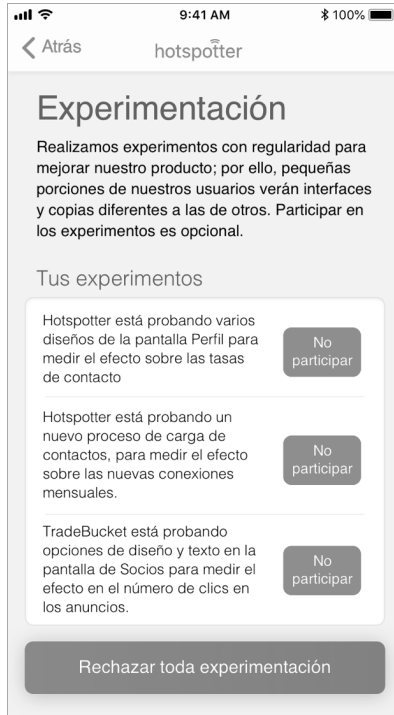 9:41 AM
100%
Atrás
hotspotter
Experimentación
Realizamos experimentos con regularidad para
mejorar nuestro producto; por ello, pequeñas
porciones de nuestros usuarios verán interfaces
y copias diferentes a las de otros. Participar en
los experimentos es opcional.
Tus experimentos
Hotspotter está probando varios
diseños de la pantalla Perfil para
medir el efecto sobre las tasas
de contacto
No
participar
Hotspotter está probando un
nuevo proceso de carga de
contactos, para medir el efecto
sobre las nuevas conexiones
mensuales.
No
participar
TradeBucket está probando
opciones de diseño y texto en la
pantalla de Socios para medir el
efecto en el número de clics en
los anuncios.
No
participar
Rechazar toda experimentación